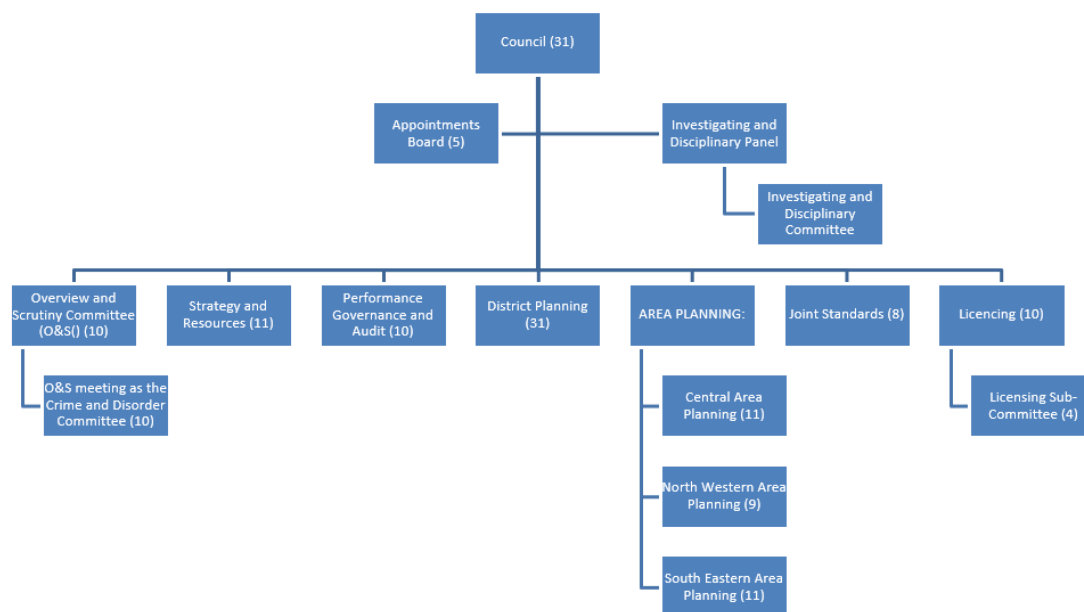 Council (31)
Appointments
Board (5)
Investigating and
Disciplinary Panel
Investigating and
Disciplinary
Committee
Overview and
Scrutiny Committee
(O&S() (10)
Strategy and
Resources (11)
Performance
Governance and
Audit (10)
District Planning
(31)
AREA PLANNING:
Joint Standards (8)
Licencing (10)
O&S meeting as the
Crime and Disorder
Committee (10)
Central Area
Planning (11)
Licensing Sub-
Committee (4)
North Western Area
Planning (9)
South Eastern Area
Planning (11)